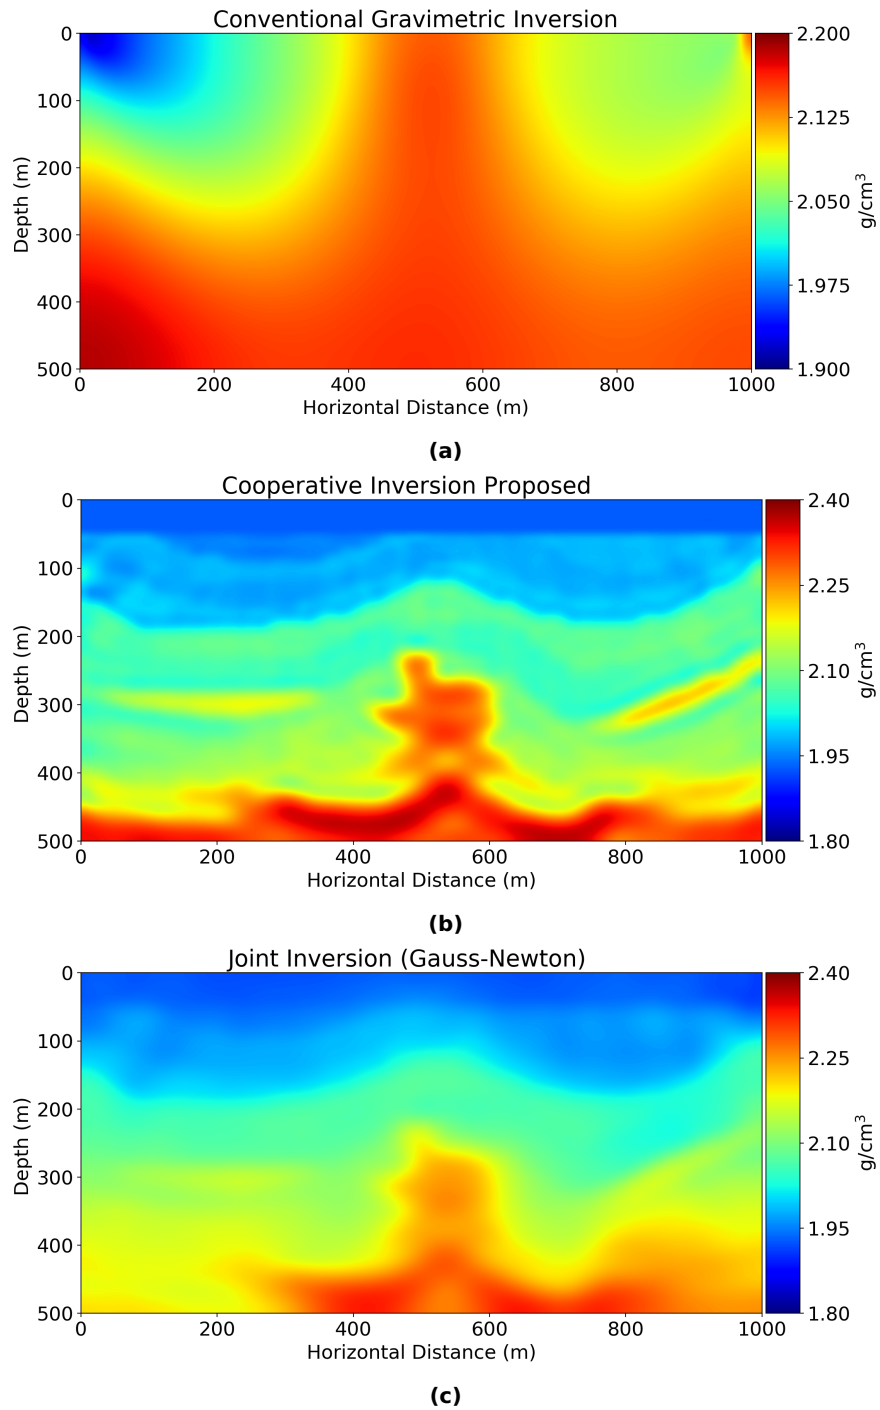 Conventional Gravimetric Inversion
0
100
200
300
400
500
Depth (m)
0 200 400 600 800 1000
Horizontal Distance (m)
2.200
2.125
2.050
1.975
1.900
g/cm³
(a)
Cooperative Inversion Proposed
0
100
200
300
400
500
Depth (m)
0 200 400 600 800 1000
Horizontal Distance (m)
2.40
2.25
2.10
1.95
1.80
g/cm³
(b)
Joint Inversion (Gauss-Newton)
0
100
200
300
400
500
Depth (m)
0 200 400 600 800 1000
Horizontal Distance (m)
2.40
2.25
2.10
1.95
1.80
g/cm³
(c)